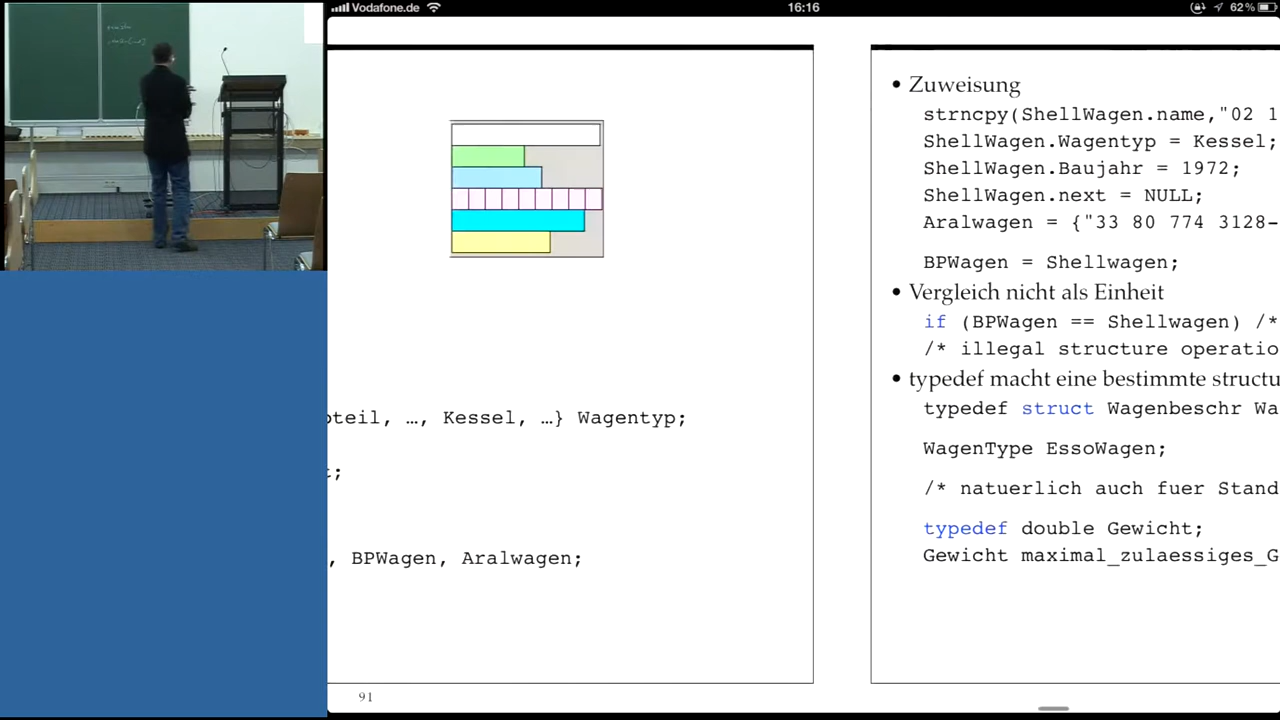 Vodafone.de 16:16 62%
pteil, …, Kessel, …} Wagentyp;
t;
, BPWagen, Aralwagen;
91
• Zuweisung
strncpy(ShellWagen.name,"02 1
ShellWagen.Wagentyp = Kessel;
ShellWagen.Baujahr = 1972;
ShellWagen.next = NULL;
Aralwagen = {"33 80 774 3128-
BPWagen = Shellwagen;
• Vergleich nicht als Einheit
if (BPWagen == Shellwagen) /*
/* illegal structure operatio
• typedef macht eine bestimmte structu
typedef struct Wagenbeschr Wa
WagenType EssoWagen;
/* natuerlich auch fuer Stand
typedef double Gewicht;
Gewicht maximal_zulaessiges_G